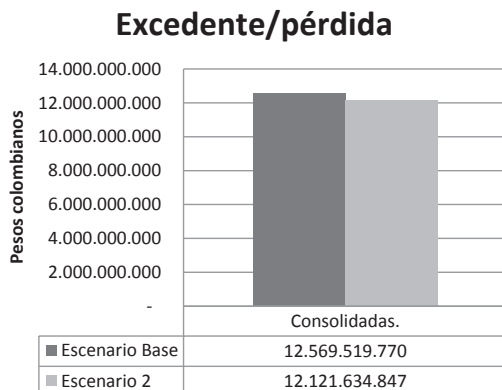 Excedente/pérdida
Pesos colombianos
14.000.000.000
12.000.000.000
10.000.000.000
8.000.000.000
6.000.000.000
4.000.000.000
2.000.000.000
-
Consolidadas.
Escenario Base 12.569.519.770
Escenario 2 12.121.634.847